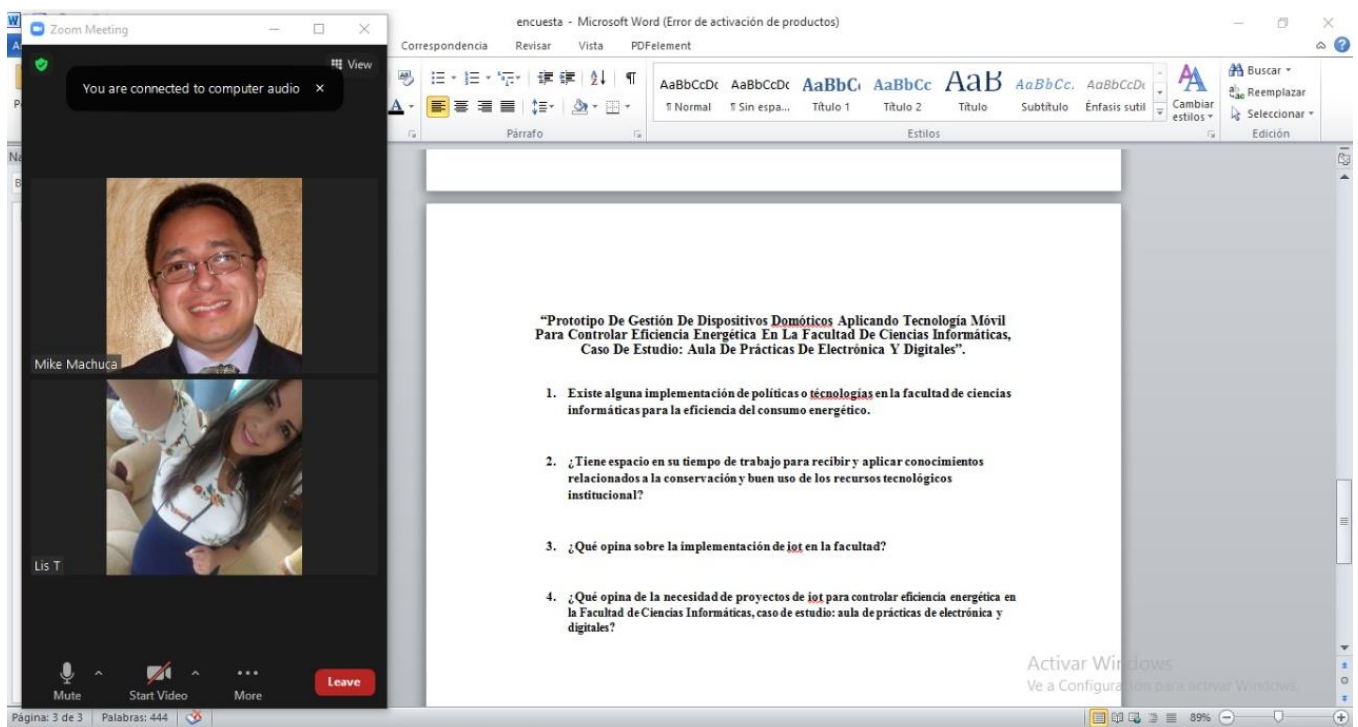 encuesta - Microsoft Word (Error de activación de productos)
Zoom Meeting
View
You are connected to computer audio
Mike Machuca
Lis T
Mute
Start Video
More
Leave
Correspondencia
Revisar
Vista
PDFelement
AaBbCcDc
AaBbCcDc
AaBbC
AaBbCc
AaB
AaBbCc.
AaBbCcDc
¶ Normal
¶ Sin espa...
Título 1
Título 2
Título
Subtítulo
Énfasis sutil
Cambiar
estilos
Buscar
Reemplazar
Seleccionar
Párrafo
Estilos
Edición
“Prototipo De Gestión De Dispositivos Domóticos Aplicando Tecnología Móvil
Para Controlar Eficiencia Energética En La Facultad De Ciencias Informáticas,
Caso De Estudio: Aula De Prácticas De Electrónica Y Digitales”.
1. Existe alguna implementación de políticas o técnologías en la facultad de ciencias
informáticas para la eficiencia del consumo energético.
2. ¿Tiene espacio en su tiempo de trabajo para recibir y aplicar conocimientos
relacionados a la conservación y buen uso de los recursos tecnológicos
institucional?
3. ¿Qué opina sobre la implementación de iot en la facultad?
4. ¿Qué opina de la necesidad de proyectos de iot para controlar eficiencia energética en
la Facultad de Ciencias Informáticas, caso de estudio: aula de prácticas de electrónica y
digitales?
Activar Windows
Ve a Configuración para activar Windows.
Página: 3 de 3
Palabras: 444
89%